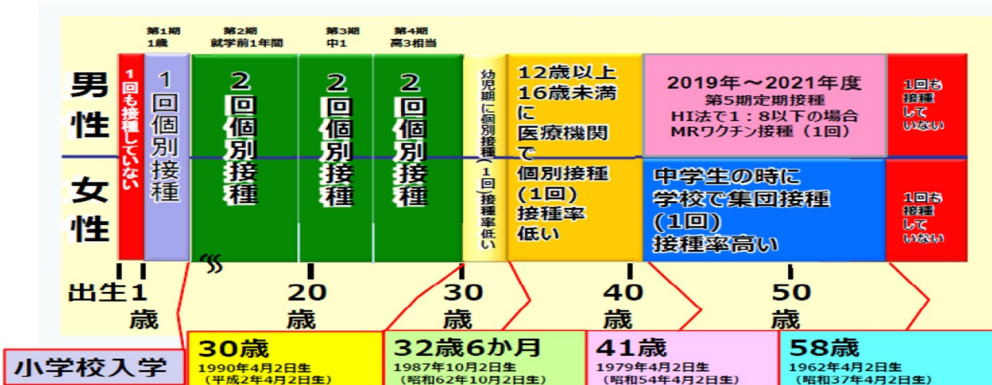 第1期
1歳
第2期
就学前1年間
第3期
中1
第4期
高3相当
男性
女性
1回も接種していない
1回個別接種
2回個別接種
2回個別接種
2回個別接種
幼児期に個別接種(1回)接種率低い
12歳以上
16歳未満
に
医療機関
で
個別接種
(1回)
接種率
低い
2019年~2021年度
第5期定期接種
HI法で1:8以下の場合
MRワクチン接種(1回)
中学生の時に
学校で集団接種
(1回)
接種率高い
1回も
接種
して
いない
1回も
接種
して
いない
出生
1歳
20歳
30歳
40歳
50歳
小学校入学
30歳
1990年4月2日生
(平成2年4月2日生)
32歳6か月
1987年10月2日生
(昭和62年10月2日生)
41歳
1979年4月2日生
(昭和54年4月2日生)
58歳
1962年4月2日生
(昭和37年4月2日生)